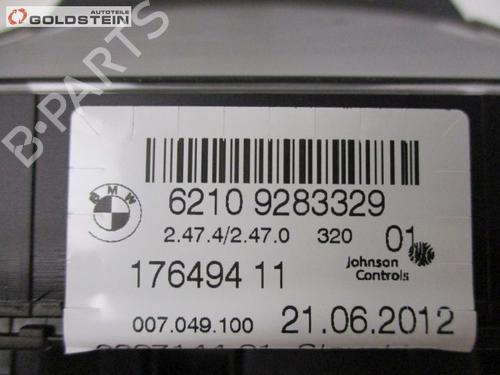 AUTOTEILE
GOLDSTEIN
B-PARTS
BMW
6210 9283329
2.47.4/2.47.0 320 01
Johnson
Controls
176494 11
007.049.100 21.06.2012